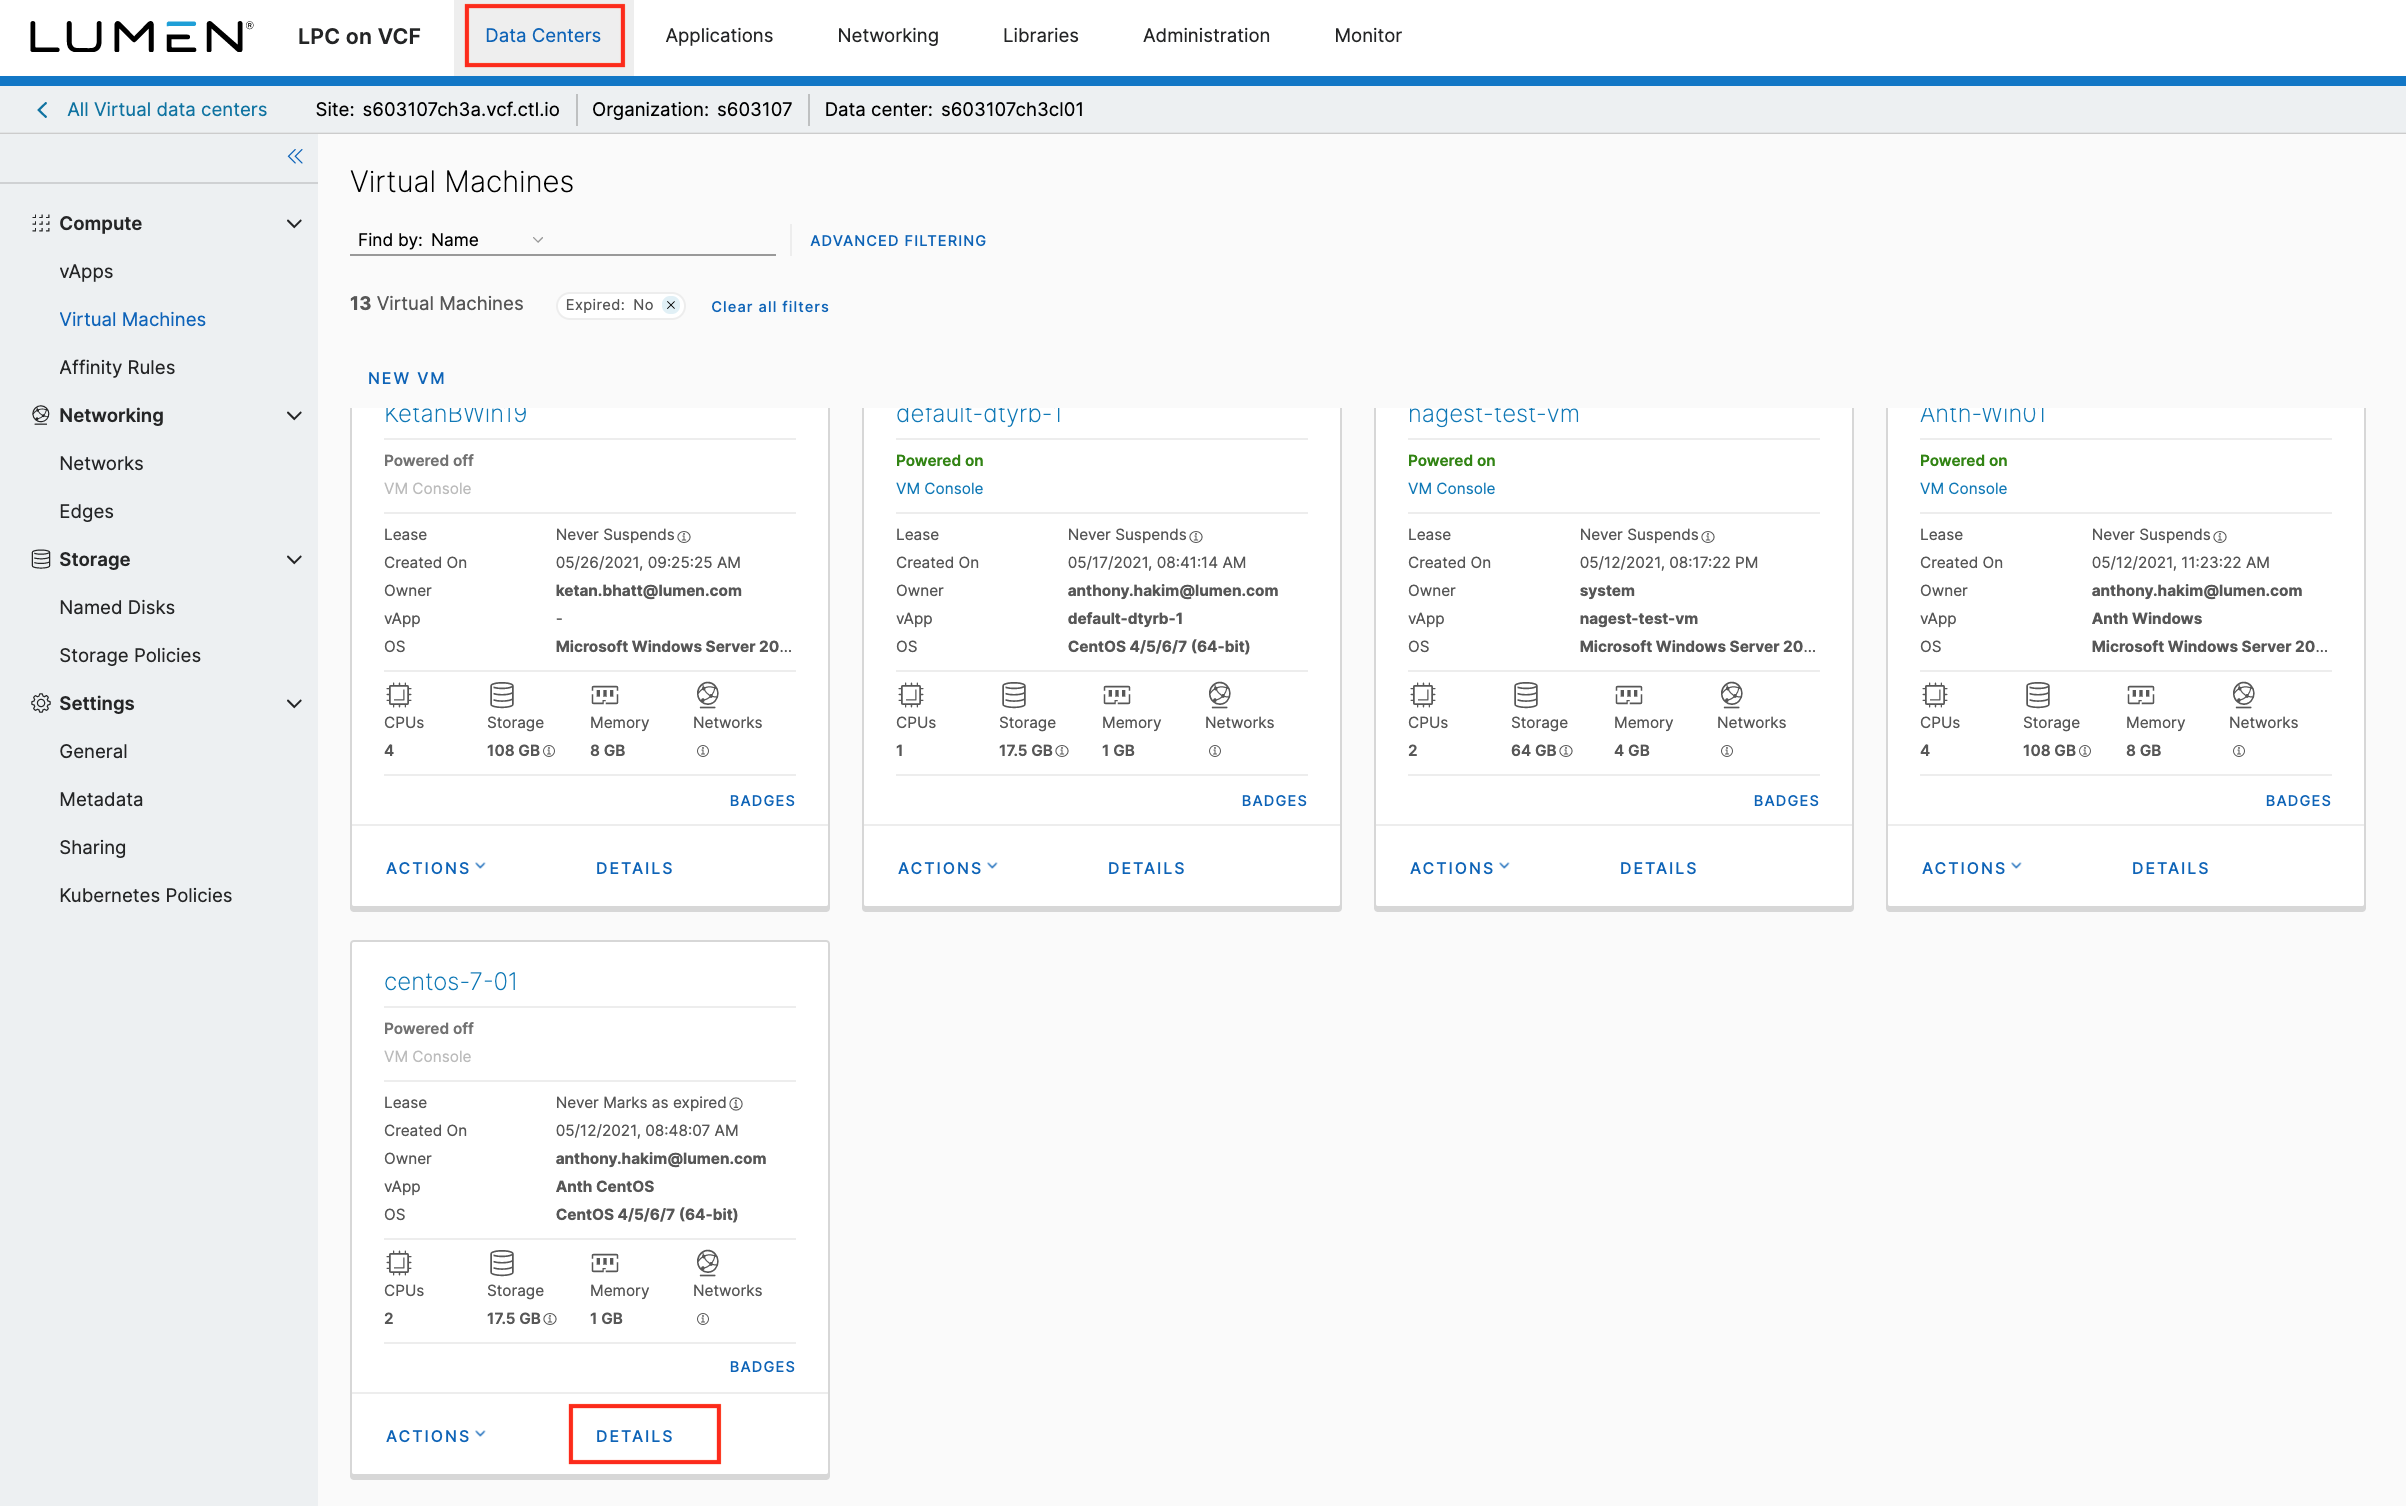 LUMEN® LPC on VCF Data Centers Applications Networking Libraries Administration Monitor
All Virtual data centers Site: s603107ch3a.vcf.ctl.io Organization: s603107 Data center: s603107ch3cl01
Compute
vApps
Virtual Machines
Affinity Rules
Networking
Networks
Edges
Storage
Named Disks
Storage Policies
Settings
General
Metadata
Sharing
Kubernetes Policies
Virtual Machines
Find by: Name ADVANCED FILTERING
13 Virtual Machines Expired: No Clear all filters
NEW VM
KetanBWin19
Powered off
VM Console
Lease Never Suspends
Created On 05/26/2021, 09:25:25 AM
Owner ketan.bhatt@lumen.com
vApp -
OS Microsoft Windows Server 20...
CPUs Storage Memory Networks
4 108 GB 8 GB
BADGES
ACTIONS DETAILS
default-dtyrb-1
Powered on
VM Console
Lease Never Suspends
Created On 05/17/2021, 08:41:14 AM
Owner anthony.hakim@lumen.com
vApp default-dtyrb-1
OS CentOS 4/5/6/7 (64-bit)
CPUs Storage Memory Networks
1 17.5 GB 1 GB
BADGES
ACTIONS DETAILS
nagest-test-vm
Powered on
VM Console
Lease Never Suspends
Created On 05/12/2021, 08:17:22 PM
Owner system
vApp nagest-test-vm
OS Microsoft Windows Server 20...
CPUs Storage Memory Networks
2 64 GB 4 GB
BADGES
ACTIONS DETAILS
Anth-Win01
Powered on
VM Console
Lease Never Suspends
Created On 05/12/2021, 11:23:22 AM
Owner anthony.hakim@lumen.com
vApp Anth Windows
OS Microsoft Windows Server 20...
CPUs Storage Memory Networks
4 108 GB 8 GB
BADGES
ACTIONS DETAILS
centos-7-01
Powered off
VM Console
Lease Never Marks as expired
Created On 05/12/2021, 08:48:07 AM
Owner anthony.hakim@lumen.com
vApp Anth CentOS
OS CentOS 4/5/6/7 (64-bit)
CPUs Storage Memory Networks
2 17.5 GB 1 GB
BADGES
ACTIONS DETAILS